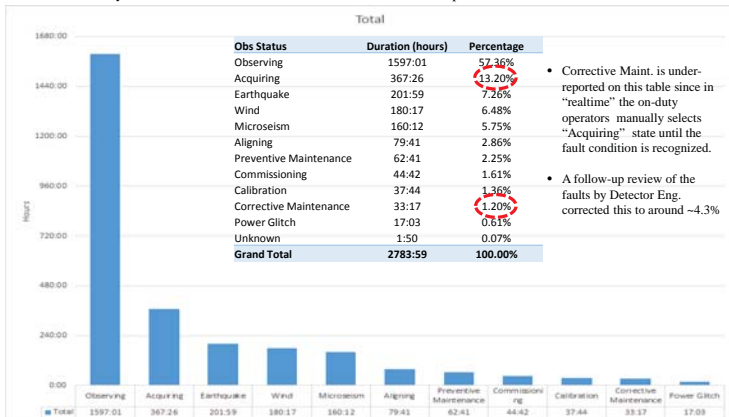 Total
1680:00
1440:00
1200:00
960:00
720:00
480:00
240:00
0:00
Hours
Obs Status Duration (hours) Percentage
Observing 1597:01 57.36%
Acquiring 367:26 13.20%
Earthquake 201:59 7.26%
Wind 180:17 6.48%
Microseism 160:12 5.75%
Aligning 79:41 2.86%
Preventive Maintenance 62:41 2.25%
Commissioning 44:42 1.61%
Calibration 37:44 1.36%
Corrective Maintenance 33:17 1.20%
Power Glitch 17:03 0.61%
Unknown 1:50 0.07%
Grand Total 2783:59 100.00%
• Corrective Maint. is under-
reported on this table since in
“realtime” the on-duty
operators manually selects
“Acquiring” state until the
fault condition is recognized.
• A follow-up review of the
faults by Detector Eng.
corrected this to around ~4.3%
Observing Acquiring Earthquake Wind Microseism Aligning Preventive Maintenance Commissioni ng Calibration Corrective Maintenance Power Glitch
Total 1597:01 367:26 201:59 180:17 160:12 79:41 62:41 44:42 37:44 33:17 17:03